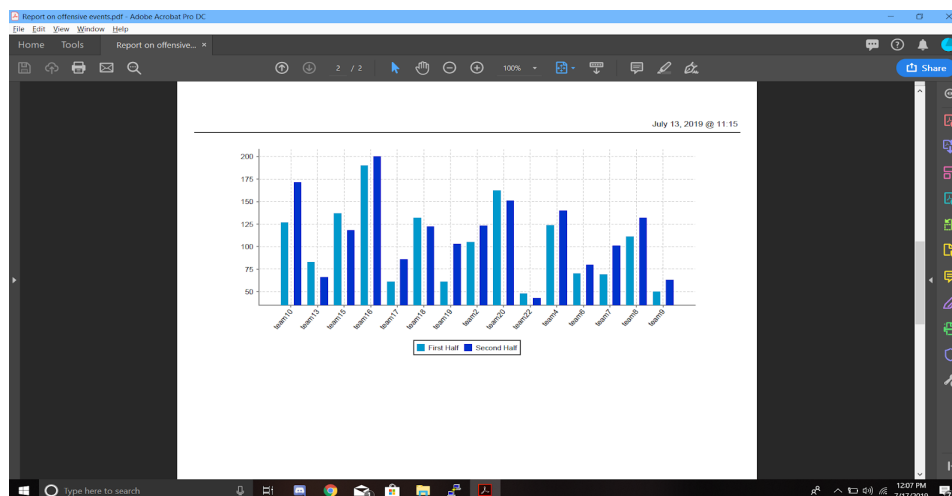 Report on offensive events.pdf - Adobe Acrobat Pro DC
File Edit View Window Help
Home Tools Report on offensive... ×
Share
2 / 2 100%
July 13, 2019 @ 11:15
200
175
150
125
100
75
50
team10 team13 team15 team16 team17 team18 team19 team2 team20 team22 team4 team6 team7 team8 team9
First Half Second Half
Type here to search
12:07 PM
7/17/2019